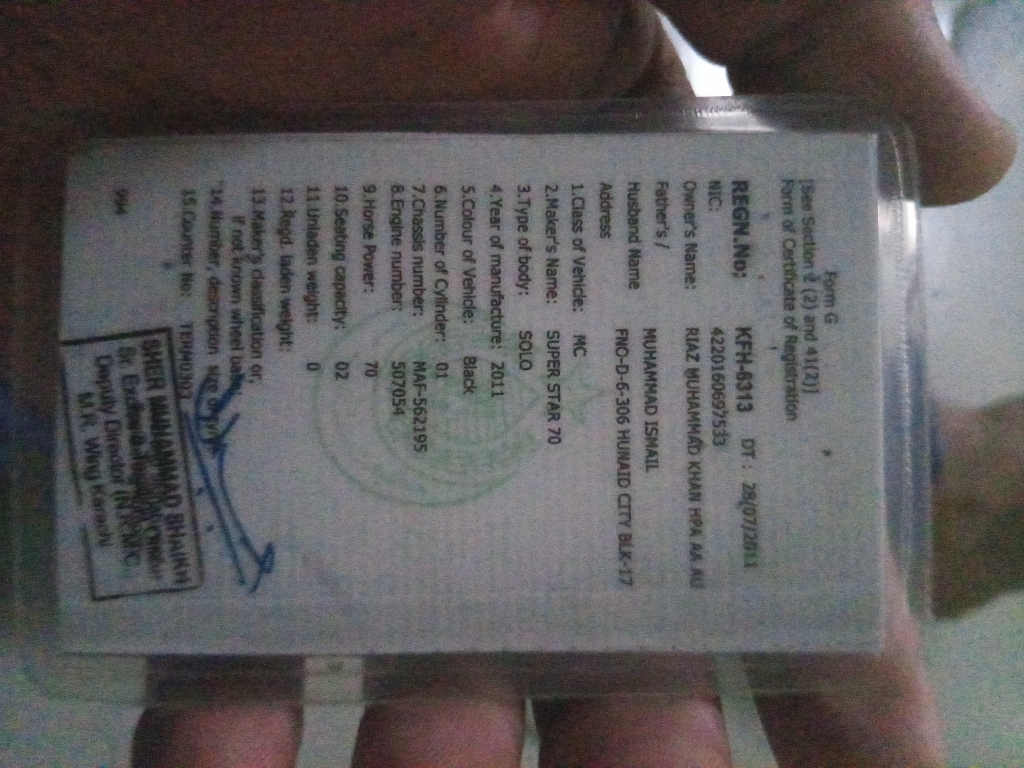 Form G
[See Section 2 (2) and 41(2)]
Form of Certificate of Registration
REGN.No: KFH-8313 DT : 28/07/2011
NIC: 4220160697533
Owner's Name: RIAZ MUHAMMAD KHAN HPA AA AU
Father's / MUHAMMAD ISMAIL
Husband Name
Address FNO-D-6-306 HUNAID CITY BLK-17
1.Class of Vehicle: MC
2.Maker's Name: SUPER STAR 70
3.Type of body: SOLO
4.Year of manufacture: 2011
5.Colour of Vehicle: Black
6.Number of Cylinder: 01
7.Chassis number: MAF-562195
8.Engine number: 507054
9.Horse Power: 70
10.Seating capacity: 02
11.Unladen weight: 0
12.Regd. laden weight:
13.Maker's classification or,
if not known wheel base:
14.Number, description size
15.Counter No: TERM0303
SHER MUHAMMAD SHAIKH
Deputy Director
M.R. Wing Karachi